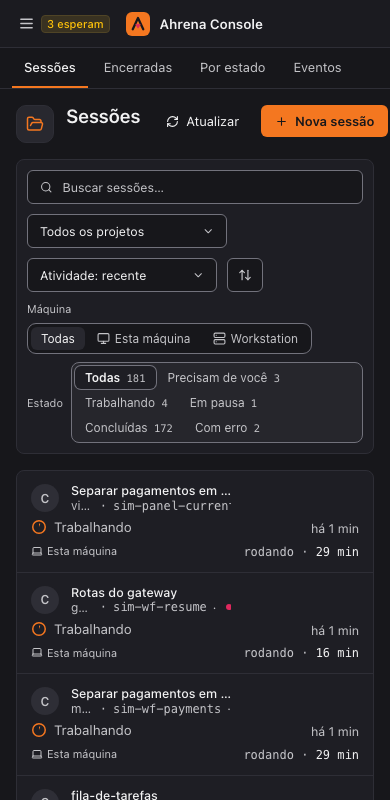 3 esperam Ahrena Console
Sessões Encerradas Por estado Eventos
Sessões Atualizar + Nova sessão
Buscar sessões...
Todos os projetos
Atividade: recente
Máquina
Todas Esta máquina Workstation
Todas 181 Precisam de você 3
Estado Trabalhando 4 Em pausa 1
Concluídas 172 Com erro 2
C Separar pagamentos em ...
vi... · sim-panel-curren
Trabalhando há 1 min
Esta máquina rodando · 29 min
C Rotas do gateway
g... · sim-wf-resume ·
Trabalhando há 1 min
Esta máquina rodando · 16 min
C Separar pagamentos em ...
m... · sim-wf-payments ·
Trabalhando há 1 min
Esta máquina rodando · 29 min
C fila-de-tarefas